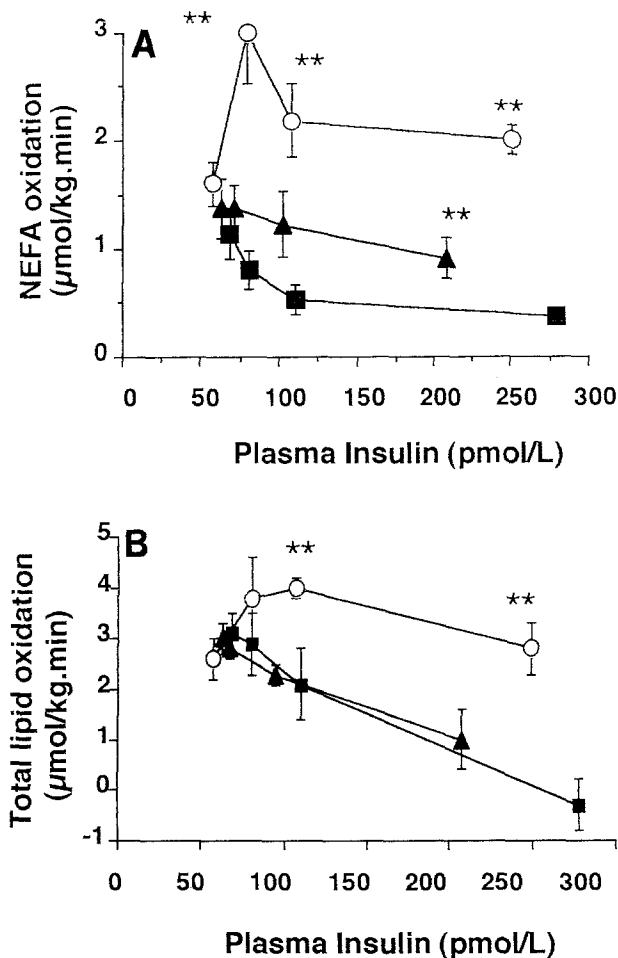 A
NEFA oxidation
(µmol/kg.min)
3
2
1
0
**
**
**
**
0 50 100 150 200 250 300
Plasma Insulin (pmol/L)
B
Total lipid oxidation
(µmol/kg.min)
5
4
3
2
1
0
-1
**
**
0 50 100 150 200 250 300
Plasma Insulin (pmol/L)